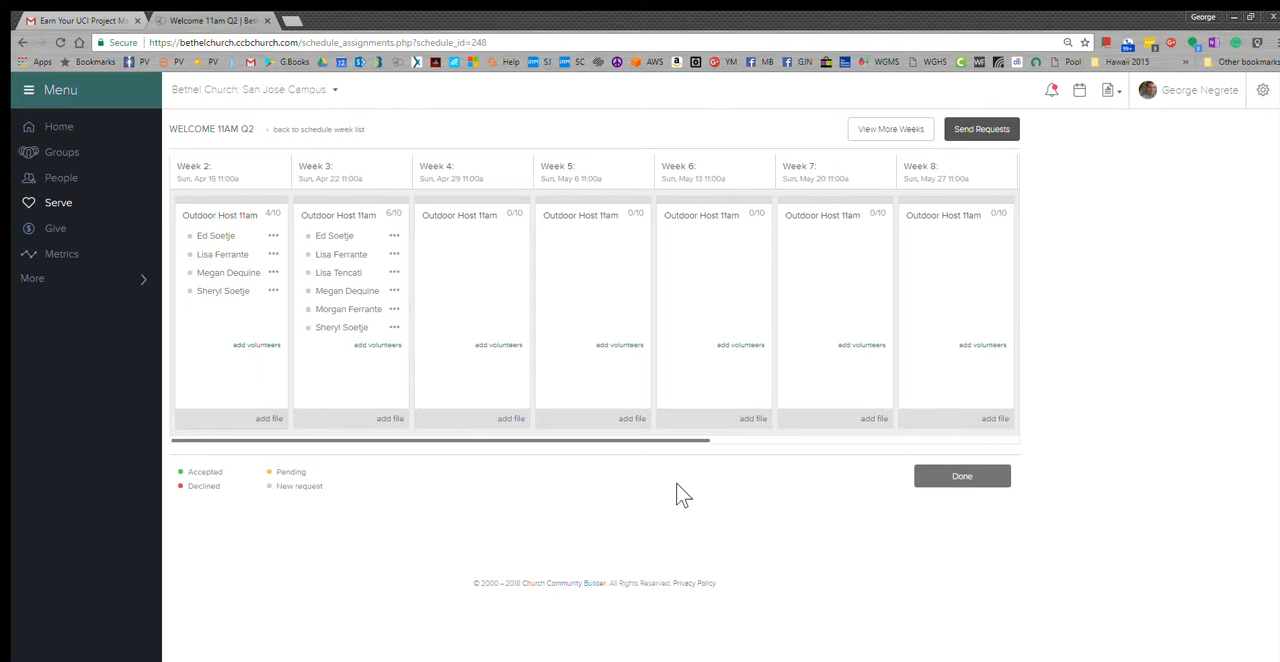 Earn Your UCI Project Ma
Welcome 11am Q2 | Beth
George
Secure
https://bethelchurch.ccbchurch.com/schedule_assignments.php?schedule_id=248
Apps
Bookmarks
PV
PV
PV
G.Books
Help
SJ
SC
AWS
YM
MB
GJN
WGMS
WGHS
WF
Pool
Hawaii 2015
»
Other bookmarks
Menu
Bethel Church: San Jose Campus
George Negrete
Home
Groups
People
Serve
Give
Metrics
More
WELCOME 11AM Q2
‹ back to schedule week list
View More Weeks
Send Requests
Week 2:
Sun, Apr 15 11:00a
Week 3:
Sun, Apr 22 11:00a
Week 4:
Sun, Apr 29 11:00a
Week 5:
Sun, May 6 11:00a
Week 6:
Sun, May 13 11:00a
Week 7:
Sun, May 20 11:00a
Week 8:
Sun, May 27 11:00a
Outdoor Host 11am 4/10
Ed Soetje
Lisa Ferrante
Megan Dequine
Sheryl Soetje
add volunteers
add file
Outdoor Host 11am 6/10
Ed Soetje
Lisa Ferrante
Lisa Tencati
Megan Dequine
Morgan Ferrante
Sheryl Soetje
add volunteers
add file
Outdoor Host 11am 0/10
add volunteers
add file
Outdoor Host 11am 0/10
add volunteers
add file
Outdoor Host 11am 0/10
add volunteers
add file
Outdoor Host 11am 0/10
add volunteers
add file
Outdoor Host 11am 0/10
add volunteers
add file
Accepted
Pending
Declined
New request
Done
© 2000 – 2018 Church Community Builder. All Rights Reserved. Privacy Policy